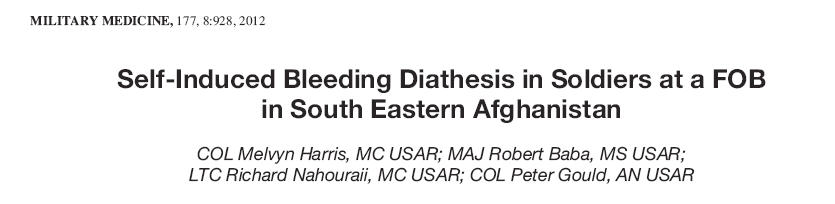 MILITARY MEDICINE, 177, 8:928, 2012
Self-Induced Bleeding Diathesis in Soldiers at a FOB
in South Eastern Afghanistan
COL Melvyn Harris, MC USAR; MAJ Robert Baba, MS USAR;
LTC Richard Nahouraii, MC USAR; COL Peter Gould, AN USAR